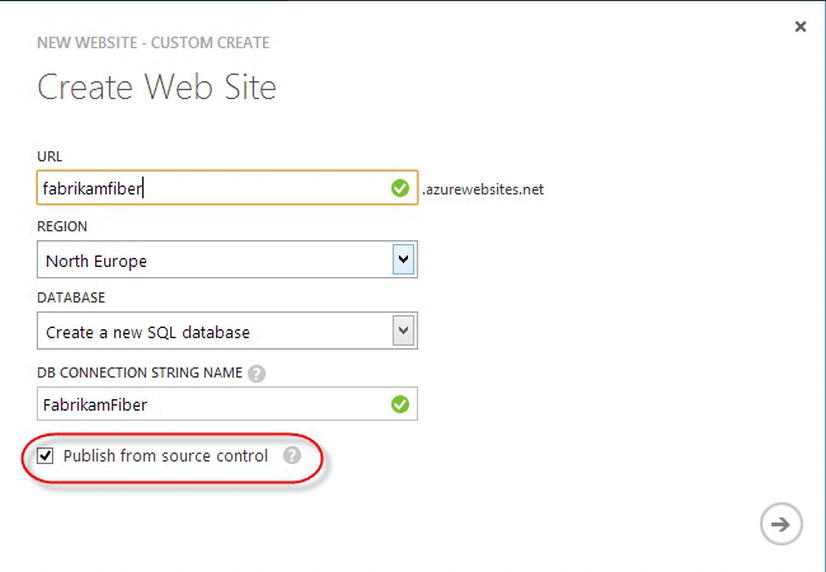 NEW WEBSITE - CUSTOM CREATE
Create Web Site
URL
fabrikamfiber .azurewebsites.net
REGION
North Europe
DATABASE
Create a new SQL database
DB CONNECTION STRING NAME ?
FabrikamFiber
Publish from source control ?